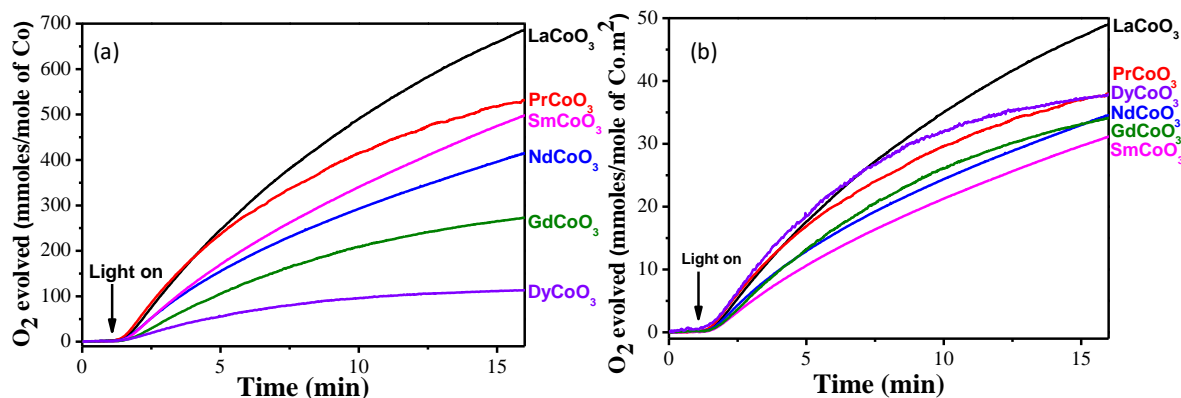 (a)
O₂ evolved (mmoles/mole of Co)
700
600
500
400
300
200
100
0
Light on
LaCoO₃
PrCoO₃
SmCoO₃
NdCoO₃
GdCoO₃
DyCoO₃
0 5 10 15
Time (min)
(b)
O₂ evolved (mmoles/mole of Co.m²)
50
40
30
20
10
0
Light on
LaCoO₃
PrCoO₃
DyCoO₃
NdCoO₃
GdCoO₃
SmCoO₃
0 5 10 15
Time (min)